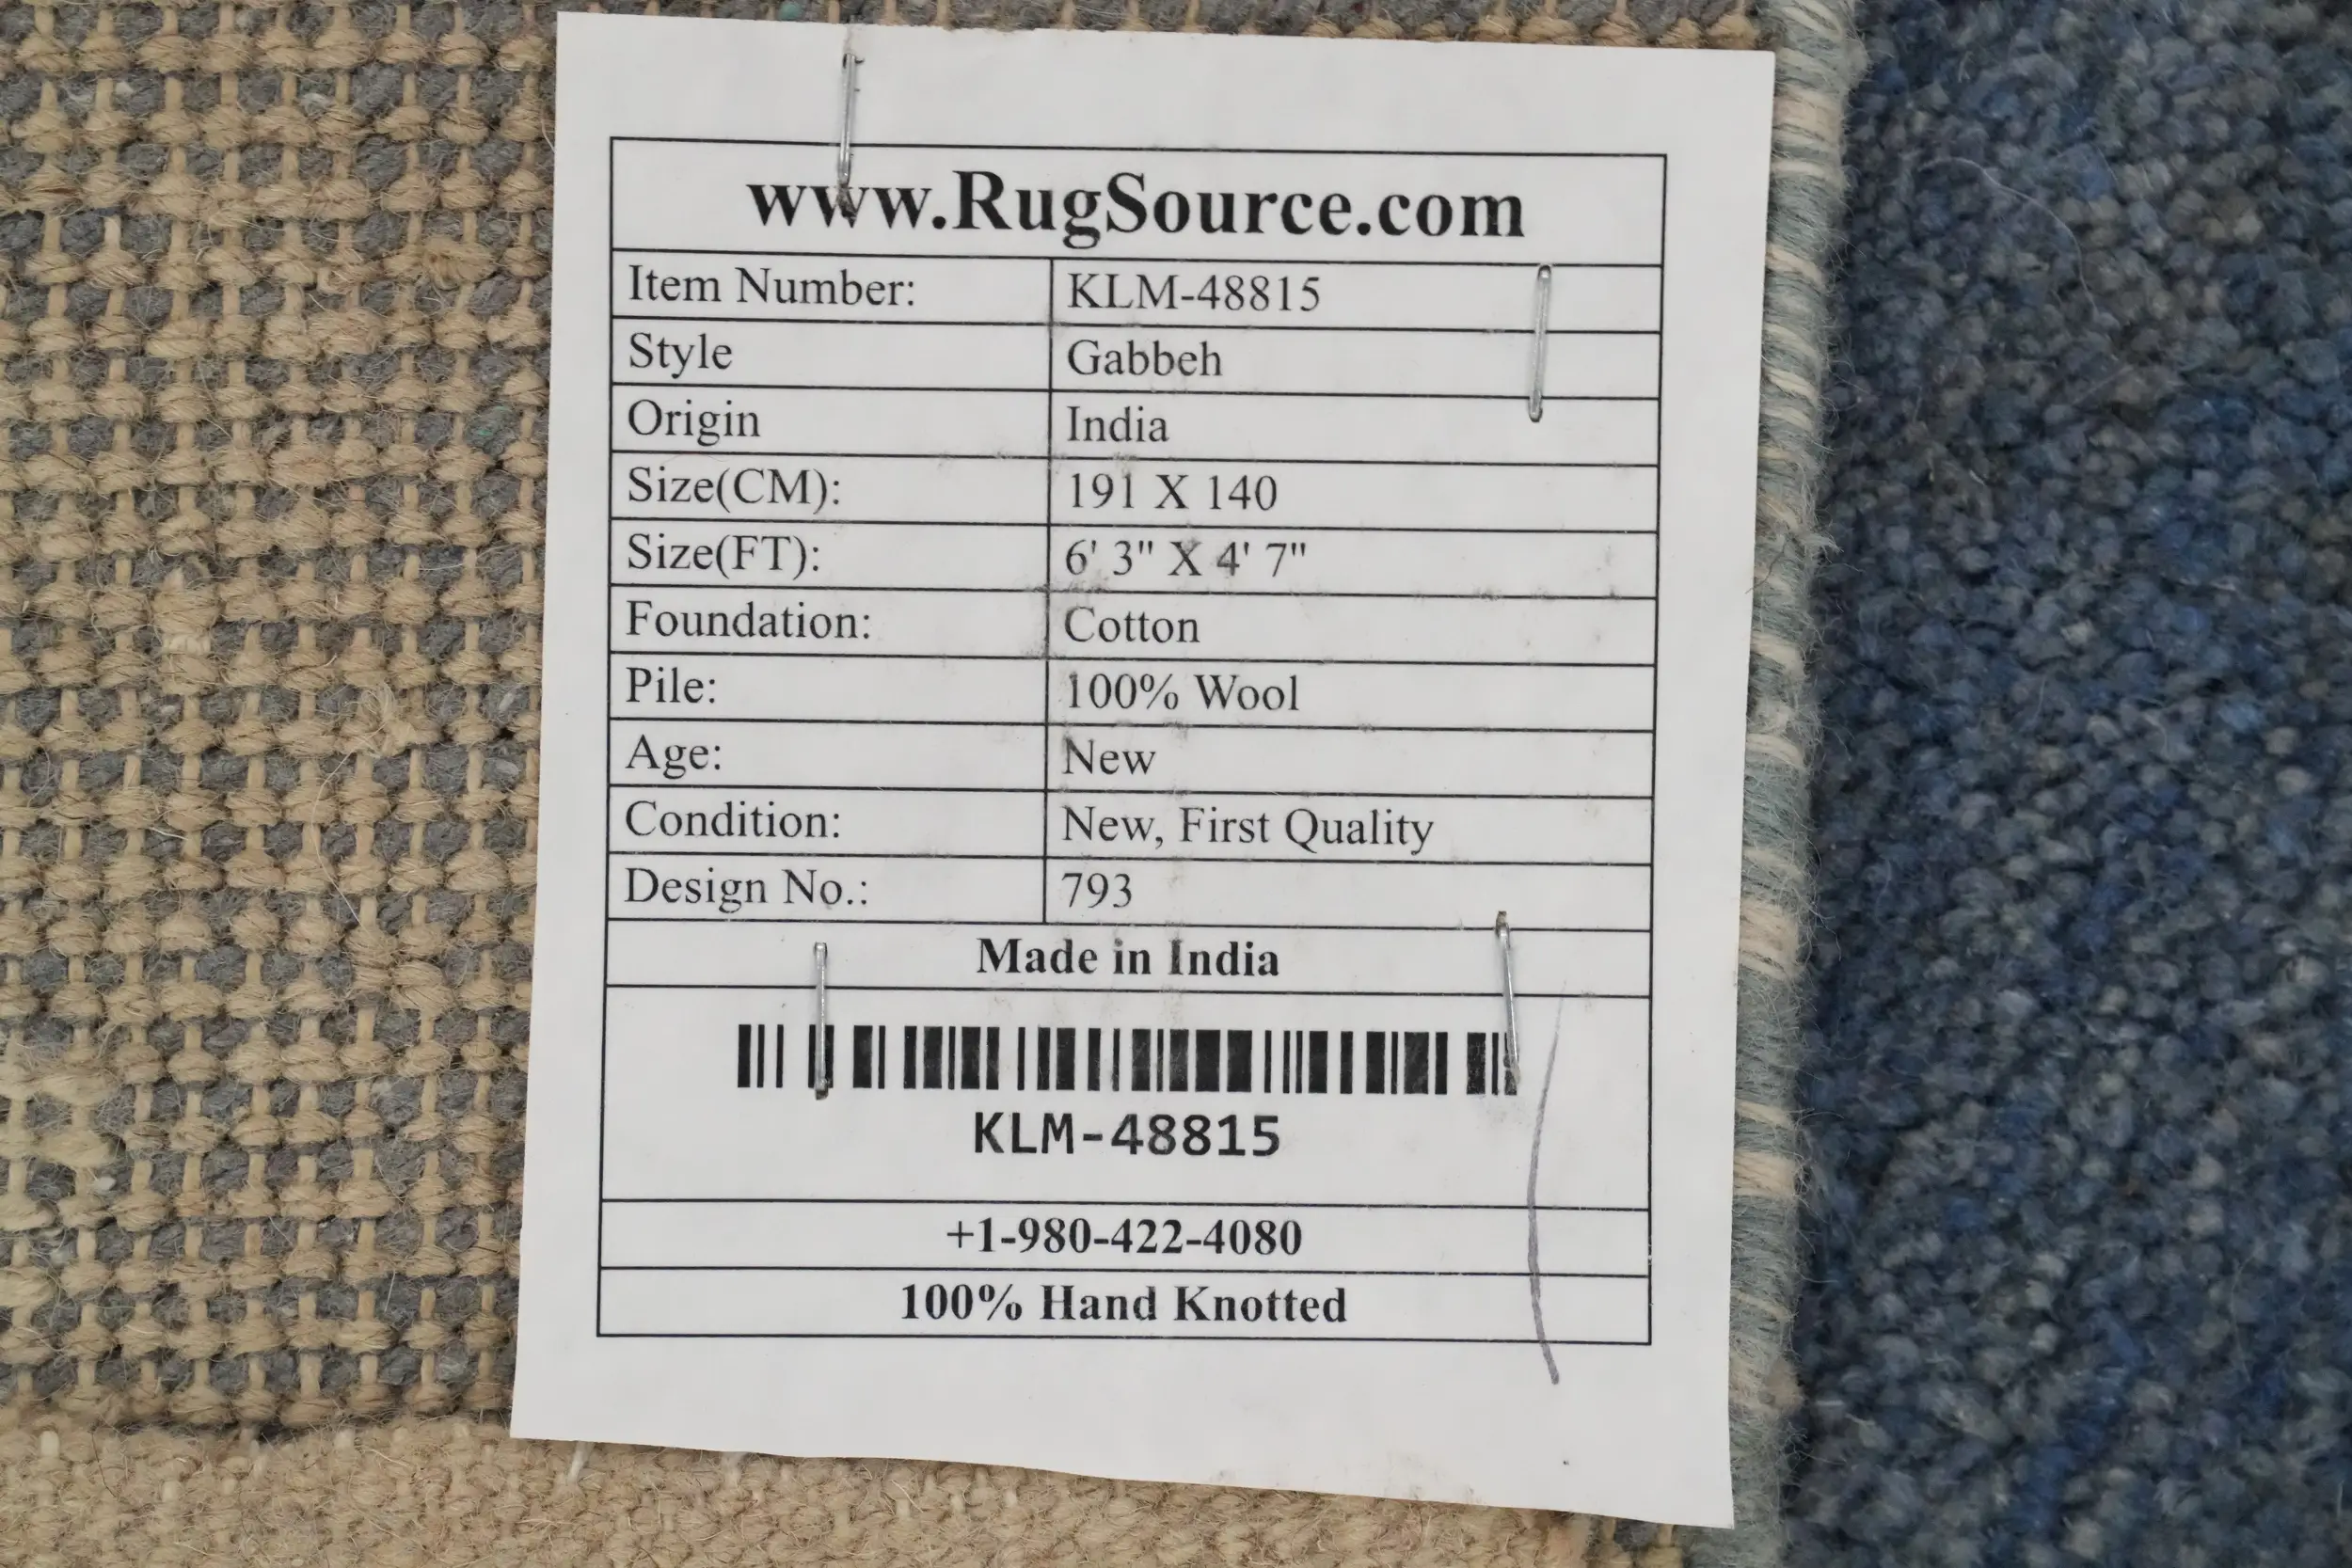 www.RugSource.com
Item Number: KLM-48815
Style Gabbeh
Origin India
Size(CM): 191 X 140
Size(FT): 6' 3" X 4' 7"
Foundation: Cotton
Pile: 100% Wool
Age: New
Condition: New, First Quality
Design No.: 793
Made in India
KLM-48815
+1-980-422-4080
100% Hand Knotted